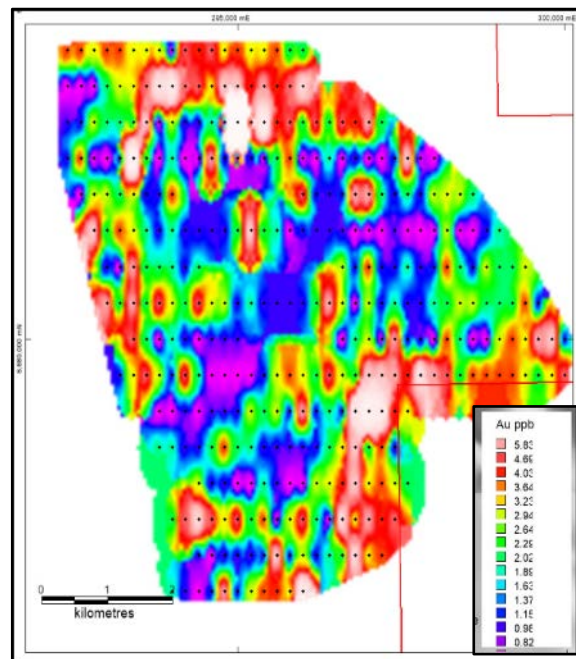 295,000 mE
300,000 mE
6,880,000 mN
Au ppb
5.83
4.69
4.03
3.64
3.23
2.94
2.64
2.29
2.02
1.89
1.63
1.37
1.15
0.96
0.82
0 1 2
kilometres